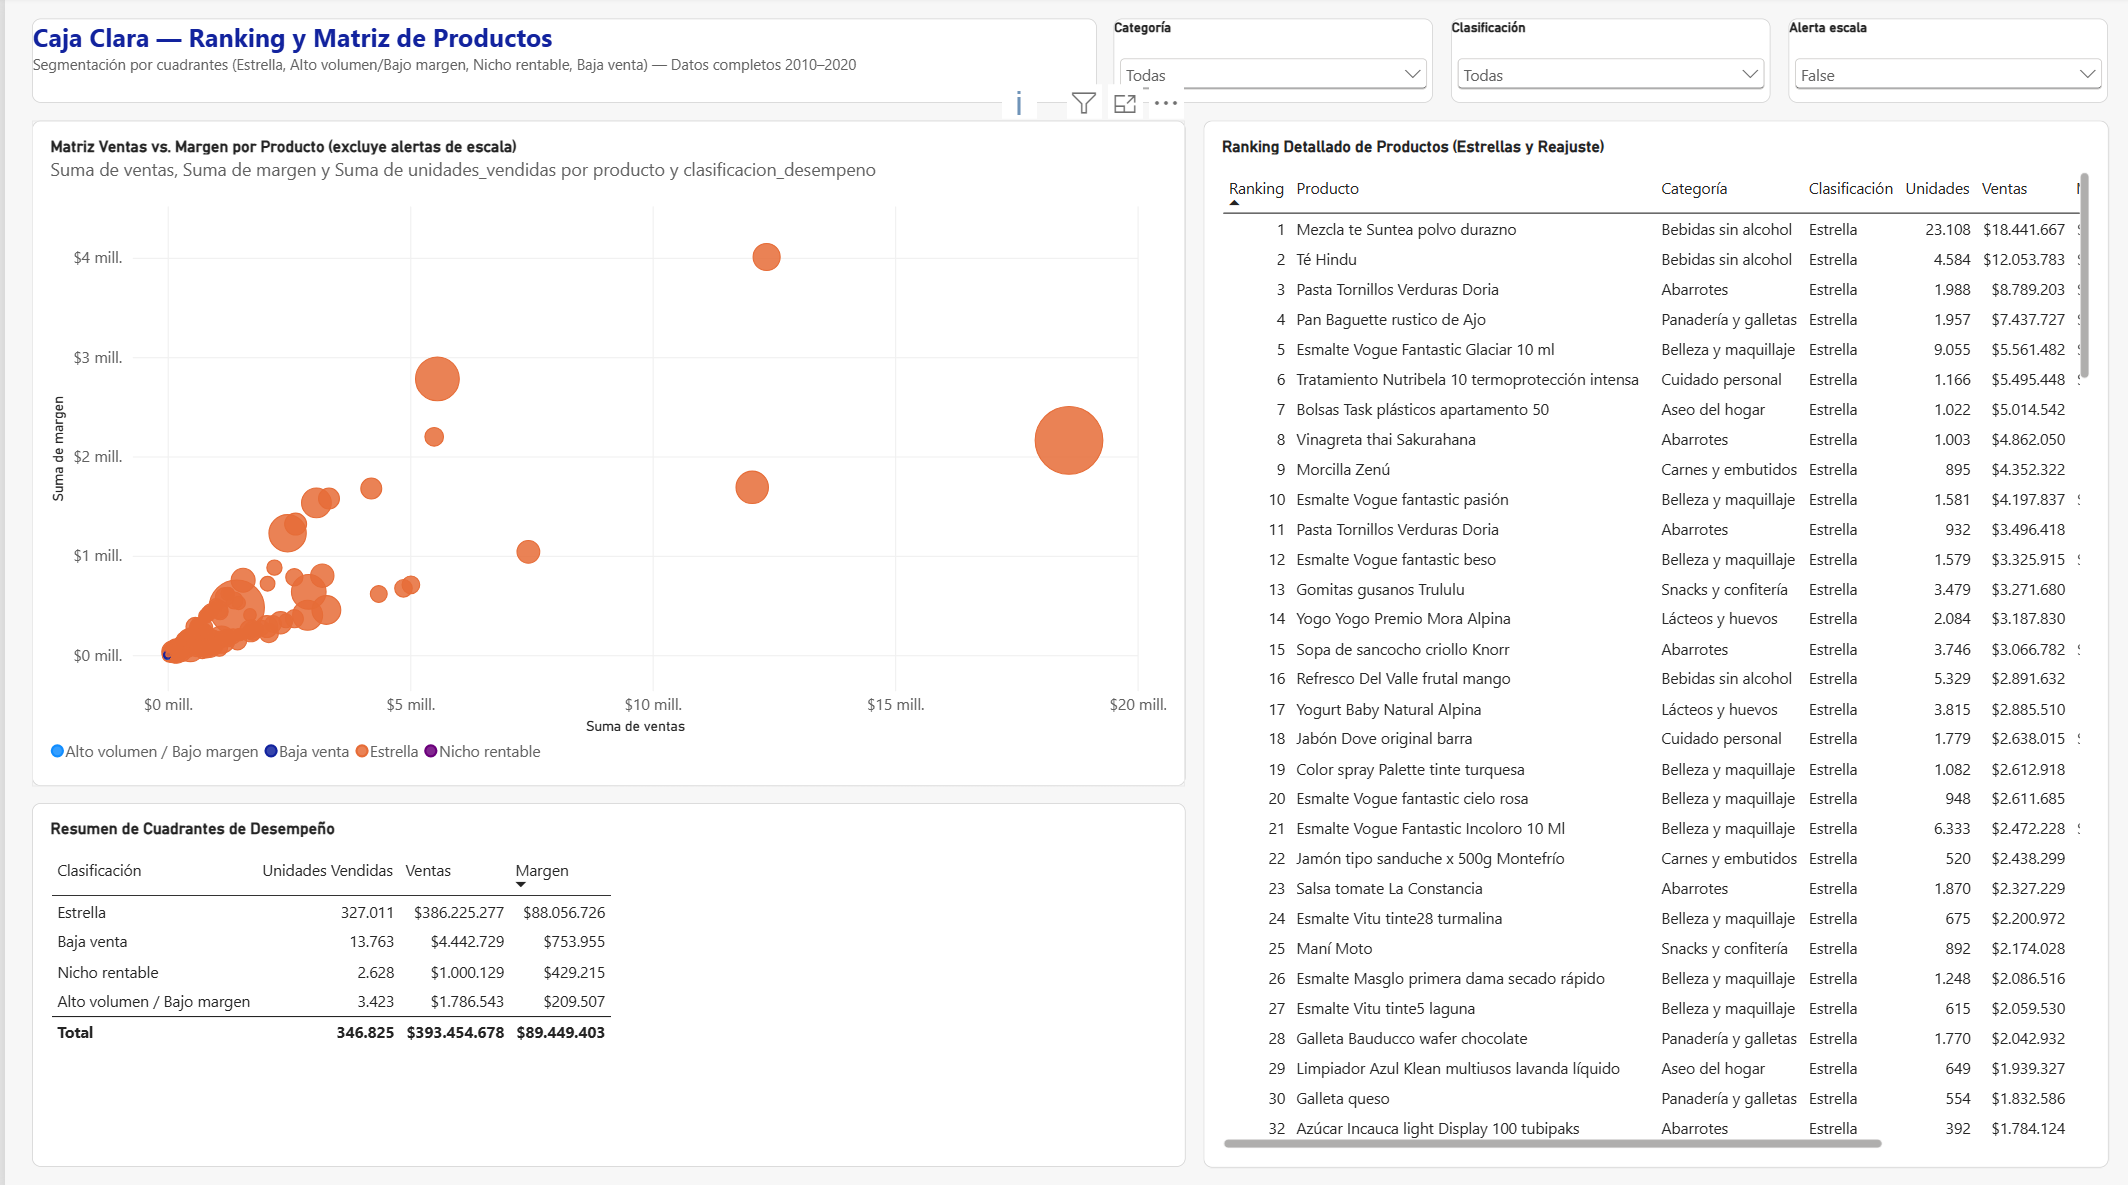 Caja Clara — Ranking y Matriz de Productos
Segmentación por cuadrantes (Estrella, Alto volumen/Bajo margen, Nicho rentable, Baja venta) — Datos completos 2010–2020
Categoría
Todas
Clasificación
Todas
Alerta escala
False
Matriz Ventas vs. Margen por Producto (excluye alertas de escala)
Suma de ventas, Suma de margen y Suma de unidades_vendidas por producto y clasificacion_desempeno
Suma de margen
$4 mill.
$3 mill.
$2 mill.
$1 mill.
$0 mill.
$0 mill. $5 mill. $10 mill. $15 mill. $20 mill.
Suma de ventas
Alto volumen / Bajo margen Baja venta Estrella Nicho rentable
Resumen de Cuadrantes de Desempeño
Clasificación Unidades Vendidas Ventas Margen
Estrella 327.011 $386.225.277 $88.056.726
Baja venta 13.763 $4.442.729 $753.955
Nicho rentable 2.628 $1.000.129 $429.215
Alto volumen / Bajo margen 3.423 $1.786.543 $209.507
Total 346.825 $393.454.678 $89.449.403
Ranking Detallado de Productos (Estrellas y Reajuste)
Ranking Producto Categoría Clasificación Unidades Ventas
1 Mezcla te Suntea polvo durazno Bebidas sin alcohol Estrella 23.108 $18.441.667
2 Té Hindu Bebidas sin alcohol Estrella 4.584 $12.053.783
3 Pasta Tornillos Verduras Doria Abarrotes Estrella 1.988 $8.789.203
4 Pan Baguette rustico de Ajo Panadería y galletas Estrella 1.957 $7.437.727
5 Esmalte Vogue Fantastic Glaciar 10 ml Belleza y maquillaje Estrella 9.055 $5.561.482
6 Tratamiento Nutribela 10 termoprotección intensa Cuidado personal Estrella 1.166 $5.495.448
7 Bolsas Task plásticos apartamento 50 Aseo del hogar Estrella 1.022 $5.014.542
8 Vinagreta thai Sakurahana Abarrotes Estrella 1.003 $4.862.050
9 Morcilla Zenú Carnes y embutidos Estrella 895 $4.352.322
10 Esmalte Vogue fantastic pasión Belleza y maquillaje Estrella 1.581 $4.197.837
11 Pasta Tornillos Verduras Doria Abarrotes Estrella 932 $3.496.418
12 Esmalte Vogue fantastic beso Belleza y maquillaje Estrella 1.579 $3.325.915
13 Gomitas gusanos Trululu Snacks y confitería Estrella 3.479 $3.271.680
14 Yogo Yogo Premio Mora Alpina Lácteos y huevos Estrella 2.084 $3.187.830
15 Sopa de sancocho criollo Knorr Abarrotes Estrella 3.746 $3.066.782
16 Refresco Del Valle frutal mango Bebidas sin alcohol Estrella 5.329 $2.891.632
17 Yogurt Baby Natural Alpina Lácteos y huevos Estrella 3.815 $2.885.510
18 Jabón Dove original barra Cuidado personal Estrella 1.779 $2.638.015
19 Color spray Palette tinte turquesa Belleza y maquillaje Estrella 1.082 $2.612.918
20 Esmalte Vogue fantastic cielo rosa Belleza y maquillaje Estrella 948 $2.611.685
21 Esmalte Vogue Fantastic Incoloro 10 Ml Belleza y maquillaje Estrella 6.333 $2.472.228
22 Jamón tipo sanduche x 500g Montefrío Carnes y embutidos Estrella 520 $2.438.299
23 Salsa tomate La Constancia Abarrotes Estrella 1.870 $2.327.229
24 Esmalte Vitu tinte28 turmalina Belleza y maquillaje Estrella 675 $2.200.972
25 Maní Moto Snacks y confitería Estrella 892 $2.174.028
26 Esmalte Masglo primera dama secado rápido Belleza y maquillaje Estrella 1.248 $2.086.516
27 Esmalte Vitu tinte5 laguna Belleza y maquillaje Estrella 615 $2.059.530
28 Galleta Bauducco wafer chocolate Panadería y galletas Estrella 1.770 $2.042.932
29 Limpiador Azul Klean multiusos lavanda líquido Aseo del hogar Estrella 649 $1.939.327
30 Galleta queso Panadería y galletas Estrella 554 $1.832.586
32 Azúcar Incauca light Display 100 tubipaks Abarrotes Estrella 392 $1.784.124